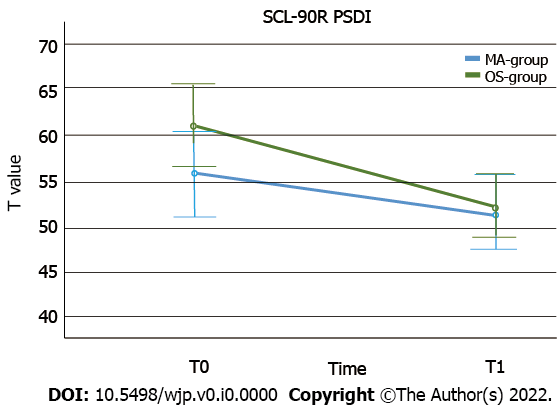 SCL-90R PSDI
70
65
60
55
50
45
40
T value
MA-group
OS-group
T0
Time
T1
DOI: 10.5498/wjp.v0.i0.0000 Copyright ©The Author(s) 2022.